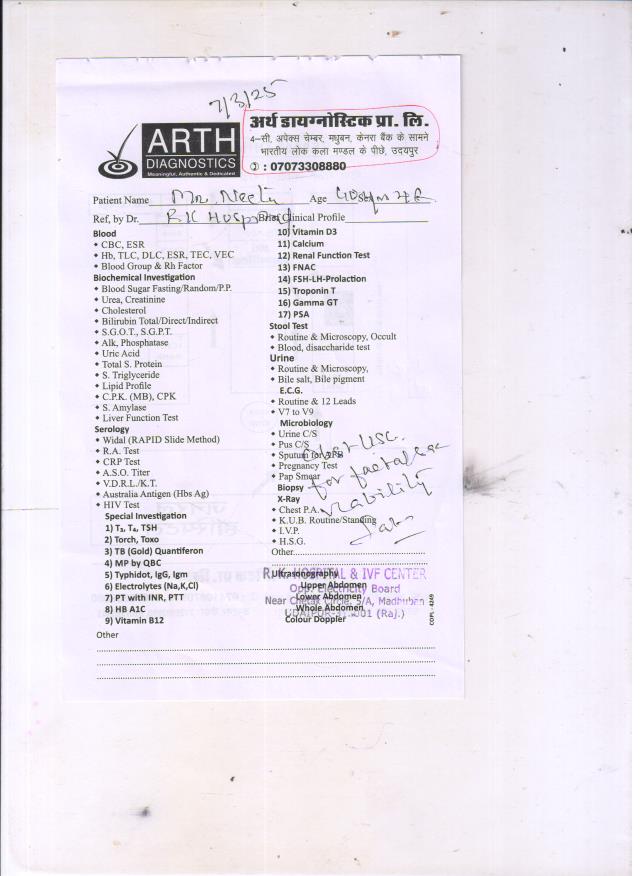 7/3/25
ARTH
DIAGNOSTICS
Meaningful, Authentic & Dedicated
अर्थ डायग्नोस्टिक प्रा. लि.
4-सी, अपेक्स चेम्बर, मधुबन, केनरा बैंक के सामने
भारतीय लोक कला मण्डल के पीछे, उदयपुर
: 07073308880
Patient Name Age
Ref, by Dr. RK Hospital Brief Clinical Profile
Blood
• CBC, ESR
• Hb, TLC, DLC, ESR, TEC, VEC
• Blood Group & Rh Factor
Biochemical Investigation
• Blood Sugar Fasting/Random/P.P.
• Urea, Creatinine
• Cholesterol
• Bilirubin Total/Direct/Indirect
• S.G.O.T., S.G.P.T.
• Alk, Phosphatase
• Uric Acid
• Total S. Protein
• S. Triglyceride
• Lipid Profile
• C.P.K. (MB), CPK
• S. Amylase
• Liver Function Test
Serology
• Widal (RAPID Slide Method)
• R.A. Test
• CRP Test
• A.S.O. Titer
• V.D.R.L./K.T.
• Australia Antigen (Hbs Ag)
• HIV Test
Special Investigation
1) T₃, T₄, TSH
2) Torch, Toxo
3) TB (Gold) Quantiferon
4) MP by QBC
5) Typhidot, IgG, Igm
6) Electrolytes (Na,K,Cl)
7) PT with INR, PTT
8) HB A1C
9) Vitamin B12
Other
10) Vitamin D3
11) Calcium
12) Renal Function Test
13) FNAC
14) FSH-LH-Prolaction
15) Troponin T
16) Gamma GT
17) PSA
Stool Test
• Routine & Microscopy, Occult
• Blood, disaccharide test
Urine
• Routine & Microscopy,
• Bile salt, Bile pigment
E.C.G.
• Routine & 12 Leads
• V7 to V9
Microbiology
• Urine C/S
• Pus C/S
• Sputum for AFB
• Pregnancy Test
• Pap Smear
Biopsy
X-Ray
• Chest P.A.
• K.U.B. Routine/Standing
• I.V.P.
• H.S.G.
Other
Ultrasonography
Upper Abdomen
Lower Abdomen
Whole Abdomen
Colour Doppler
for
viability
R.K. HOSPITAL & IVF CENTER
Opp. Electricity Board
Near Chetak Circle, 5/A, Madhuban
UDAIPUR-313001 (Raj.)
COPL - 4249